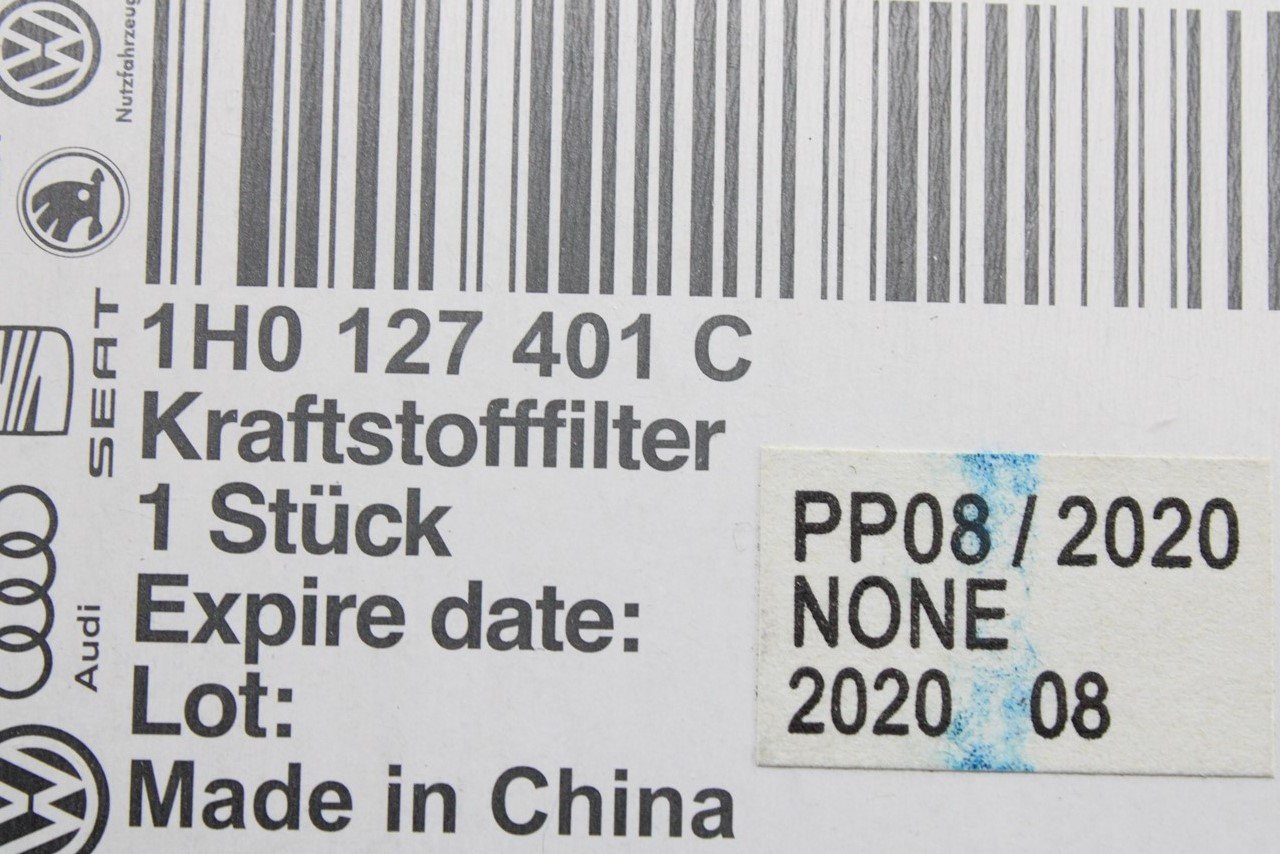 Nutzfahrzeug
SEAT
Audi
1H0 127 401 C
Kraftstofffilter
1 Stück
Expire date:
Lot:
Made in China
PP08 / 2020
NONE
2020 08